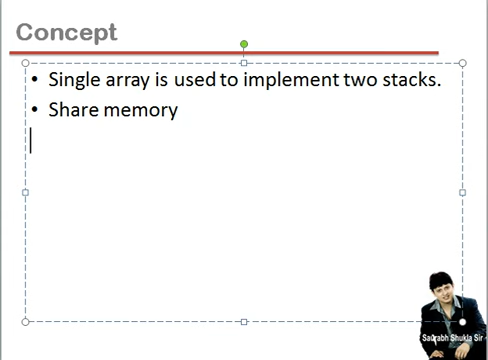 Concept
• Single array is used to implement two stacks.
• Share memory
Saurabh Shukla Sir